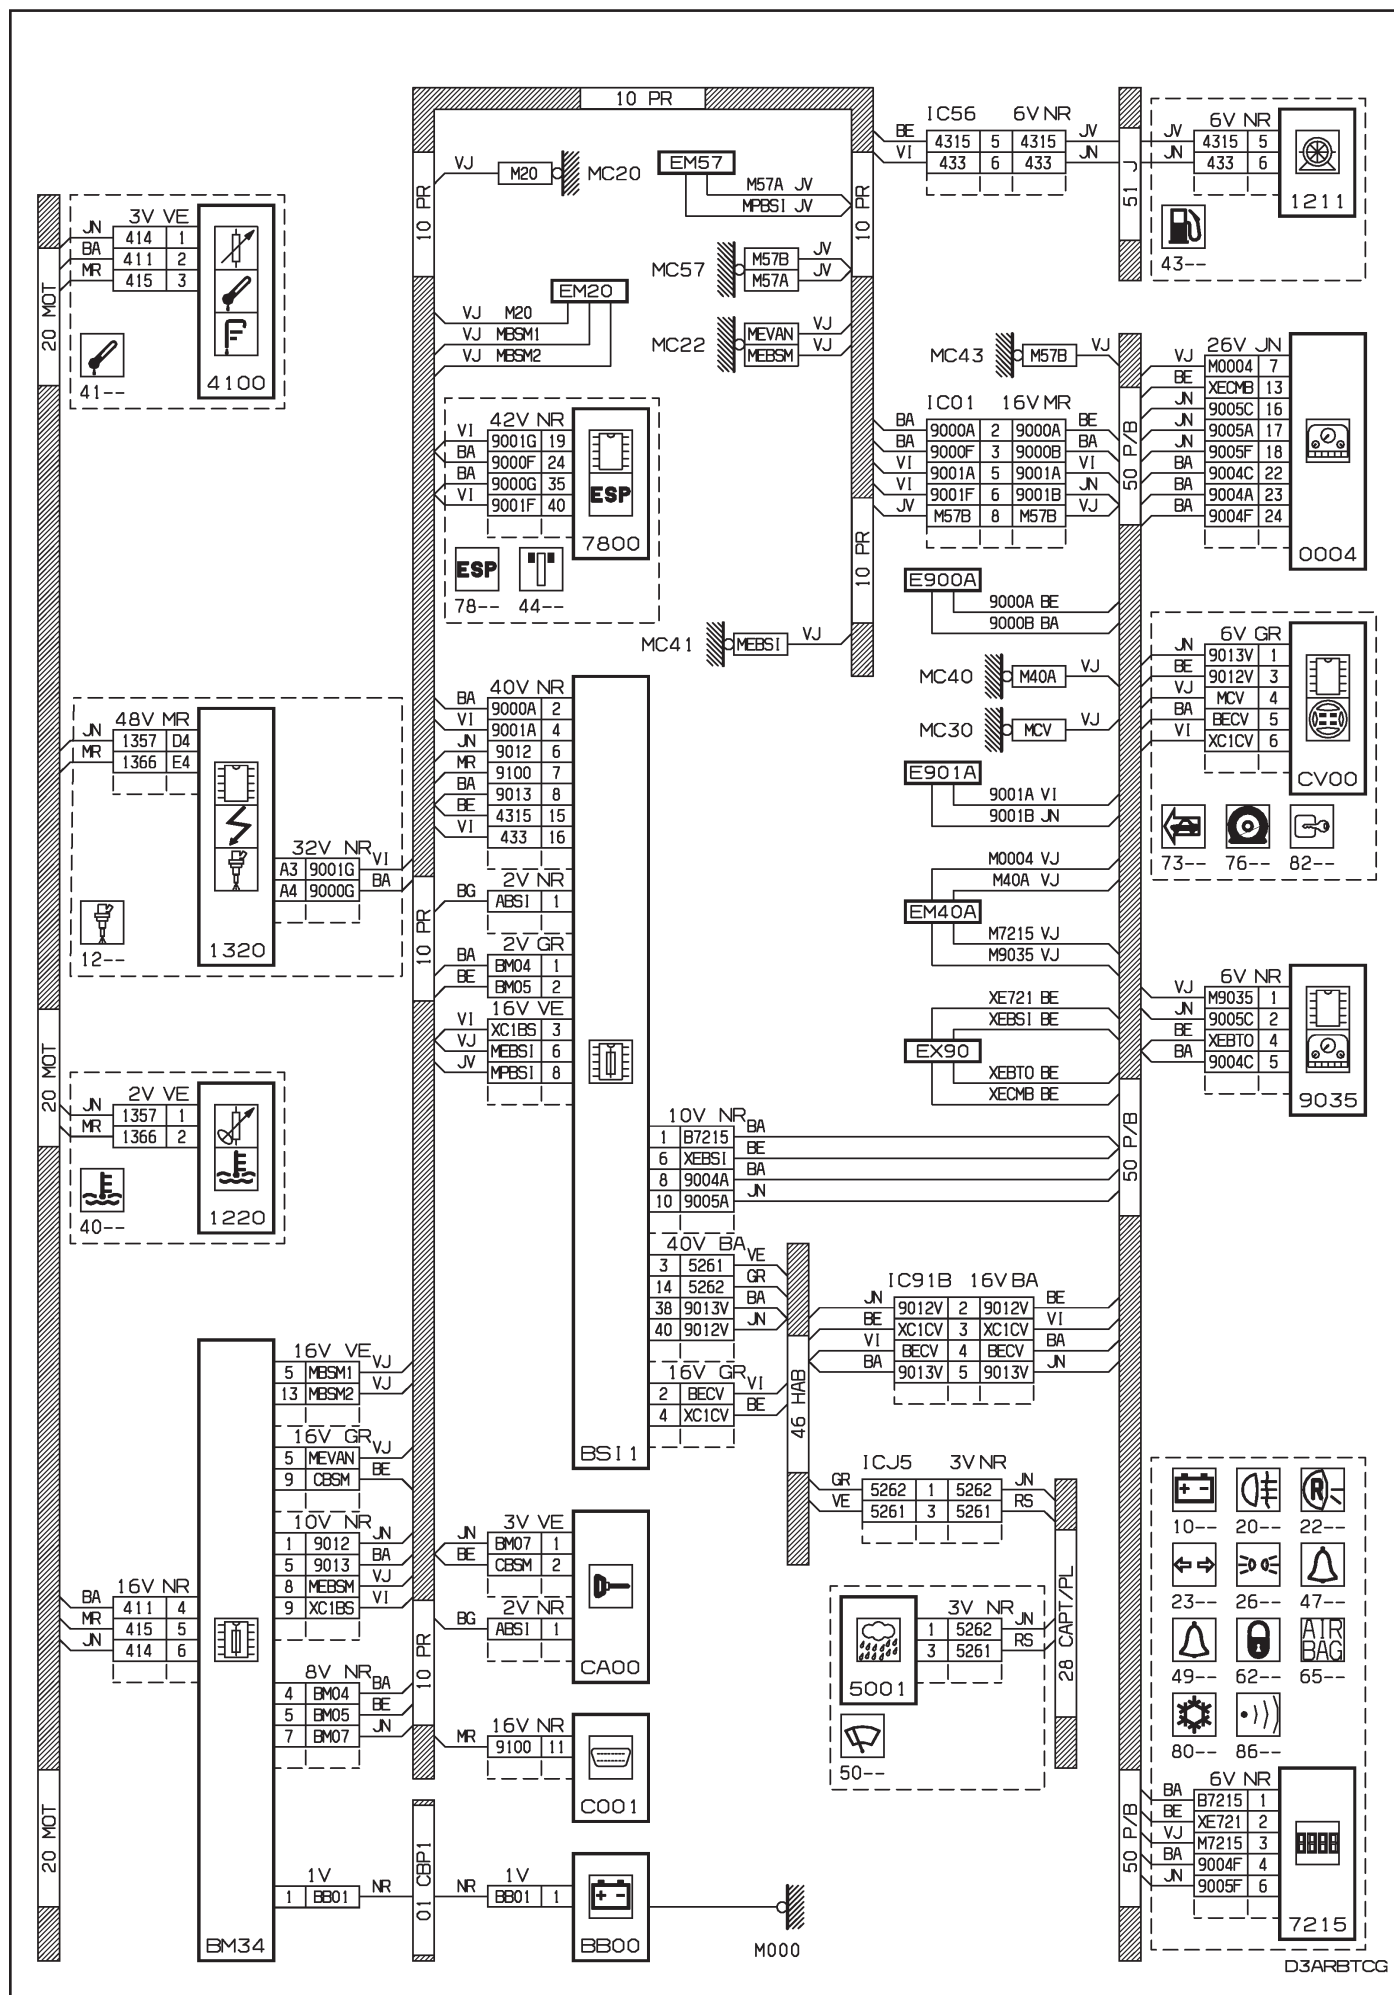 10 PR
IC56 6V NR
BE 4315 5 4315 JV
VI 433 6 433 JN
51 J
6V NR
JV 4315 5
JN 433 6
1211
43--
VJ M20 MC20
EM57
M57A JV
MPBSI JV
10 PR
10 PR
MC57 M57B JV
M57A JV
EM20
VJ M20
VJ MBSM1
VJ MBSM2
MC22 MEVAN VJ
MEBSM VJ
20 MOT
3V VE
JN 414 1
BA 411 2
MR 415 3
4100
41--
MC43 M57B VJ
50 P/B
26V JN
VJ M0004 7
BE XECMB 13
JN 9005C 16
JN 9005A 17
JN 9005F 18
BA 9004C 22
BA 9004A 23
BA 9004F 24
0004
42V NR
VI 9001G 19
BA 9000F 24
BA 9000G 35
VI 9001F 40
ESP
7800
ESP
78-- 44--
IC01 16V MR
BA 9000A 2 9000A BE
BA 9000F 3 9000B BA
VI 9001A 5 9001A VI
VI 9001F 6 9001B JN
JV M57B 8 M57B VJ
10 PR
E900A
9000A BE
9000B BA
MC41 MEBSI VJ
MC40 M40A VJ
MC30 MCV VJ
6V GR
JN 9013V 1
BE 9012V 3
VJ MCV 4
BA BECV 5
VI XC1CV 6
CV00
73-- 76-- 82--
E901A
9001A VI
9001B JN
M0004 VJ
M40A VJ
EM40A
M7215 VJ
M9035 VJ
XE721 BE
XEBSI BE
EX90
XEBTO BE
XECMB BE
6V NR
VJ M9035 1
JN 9005C 2
BE XEBTO 4
BA 9004C 5
9035
50 P/B
48V MR
JN 1357 D4
MR 1366 E4
32V NR
A3 9001G VI
A4 9000G BA
1320
12--
10 PR
40V NR
BA 9000A 2
VI 9001A 4
JN 9012 6
MR 9100 7
BA 9013 8
BE 4315 15
VI 433 16
2V NR
BG ABSI 1
2V GR
BA BM04 1
BE BM05 2
16V VE
VI XC1BS 3
VJ MEBSI 6
JV MPBSI 8
10V NR
1 B7215 BA
6 XEBSI BE
8 9004A BA
10 9005A JN
40V BA
3 5261 VE
14 5262 GR
38 9013V BA
40 9012V JN
16V GR
2 BECV VI
4 XC1CV BE
BSI1
20 MOT
2V VE
JN 1357 1
MR 1366 2
1220
40--
46 HAB
IC91B 16V BA
JN 9012V 2 9012V BE
BE XC1CV 3 XC1CV VI
VI BECV 4 BECV BA
BA 9013V 5 9013V JN
ICJ5 3V NR
GR 5262 1 5262 JN
VE 5261 3 5261 RS
28 CAPT/PL
3V NR
1 5262 JN
3 5261 RS
5001
50--
16V VE
5 MBSM1 VJ
13 MBSM2 VJ
16V GR
5 MEVAN VJ
9 CBSM BE
10V NR
1 9012 JN
5 9013 BA
8 MEBSM VJ
9 XC1BS VI
8V NR
4 BM04 BA
5 BM05 BE
7 BM07 JN
16V NR
BA 411 4
MR 415 5
JN 414 6
1V
1 BB01 NR
BM34
20 MOT
10 PR
3V VE
JN BM07 1
BE CBSM 2
2V NR
BG ABSI 1
CA00
16V NR
MR 9100 11
C001
01 CBP1
1V
NR BB01 1
BB00
M000
10-- 20-- 22--
23-- 26-- 47--
AIR
BAG
49-- 62-- 65--
80-- 86--
R
50 P/B
6V NR
BA B7215 1
BE XE721 2
VJ M7215 3
BA 9004F 4
JN 9005F 6
7215
D3ARBTCG